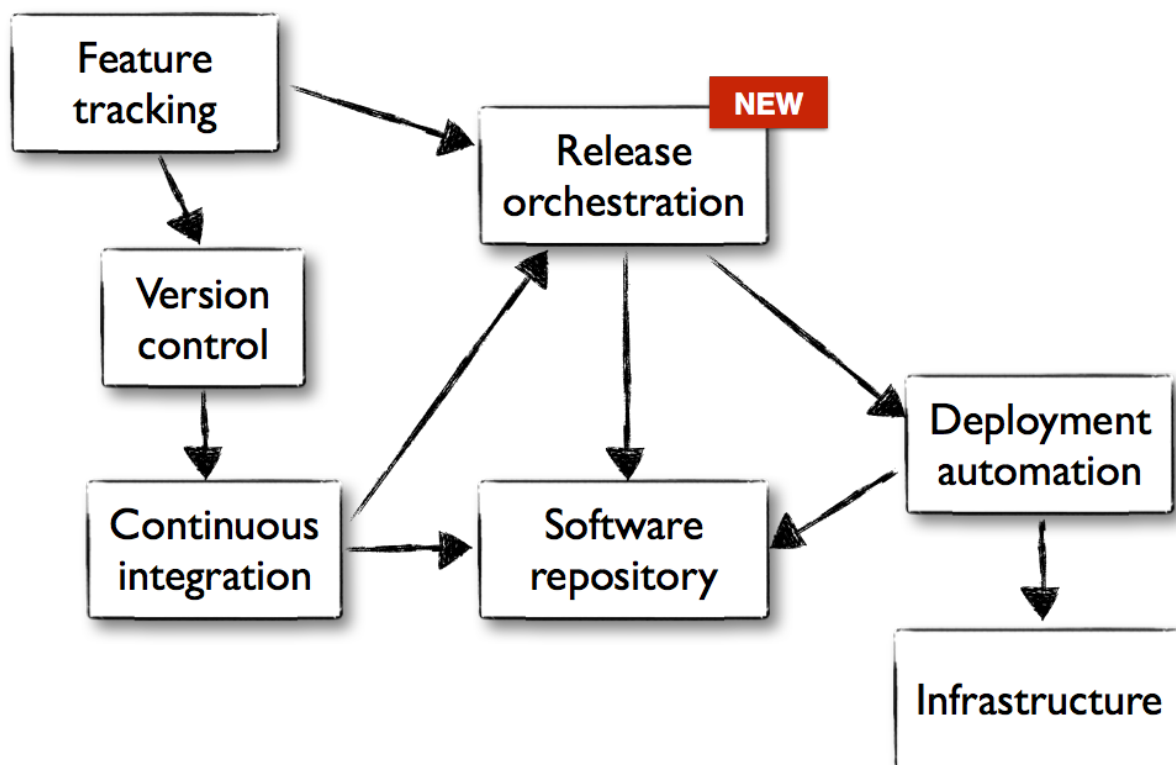 Feature
tracking
NEW
Release
orchestration
Version
control
Deployment
automation
Continuous
integration
Software
repository
Infrastructure